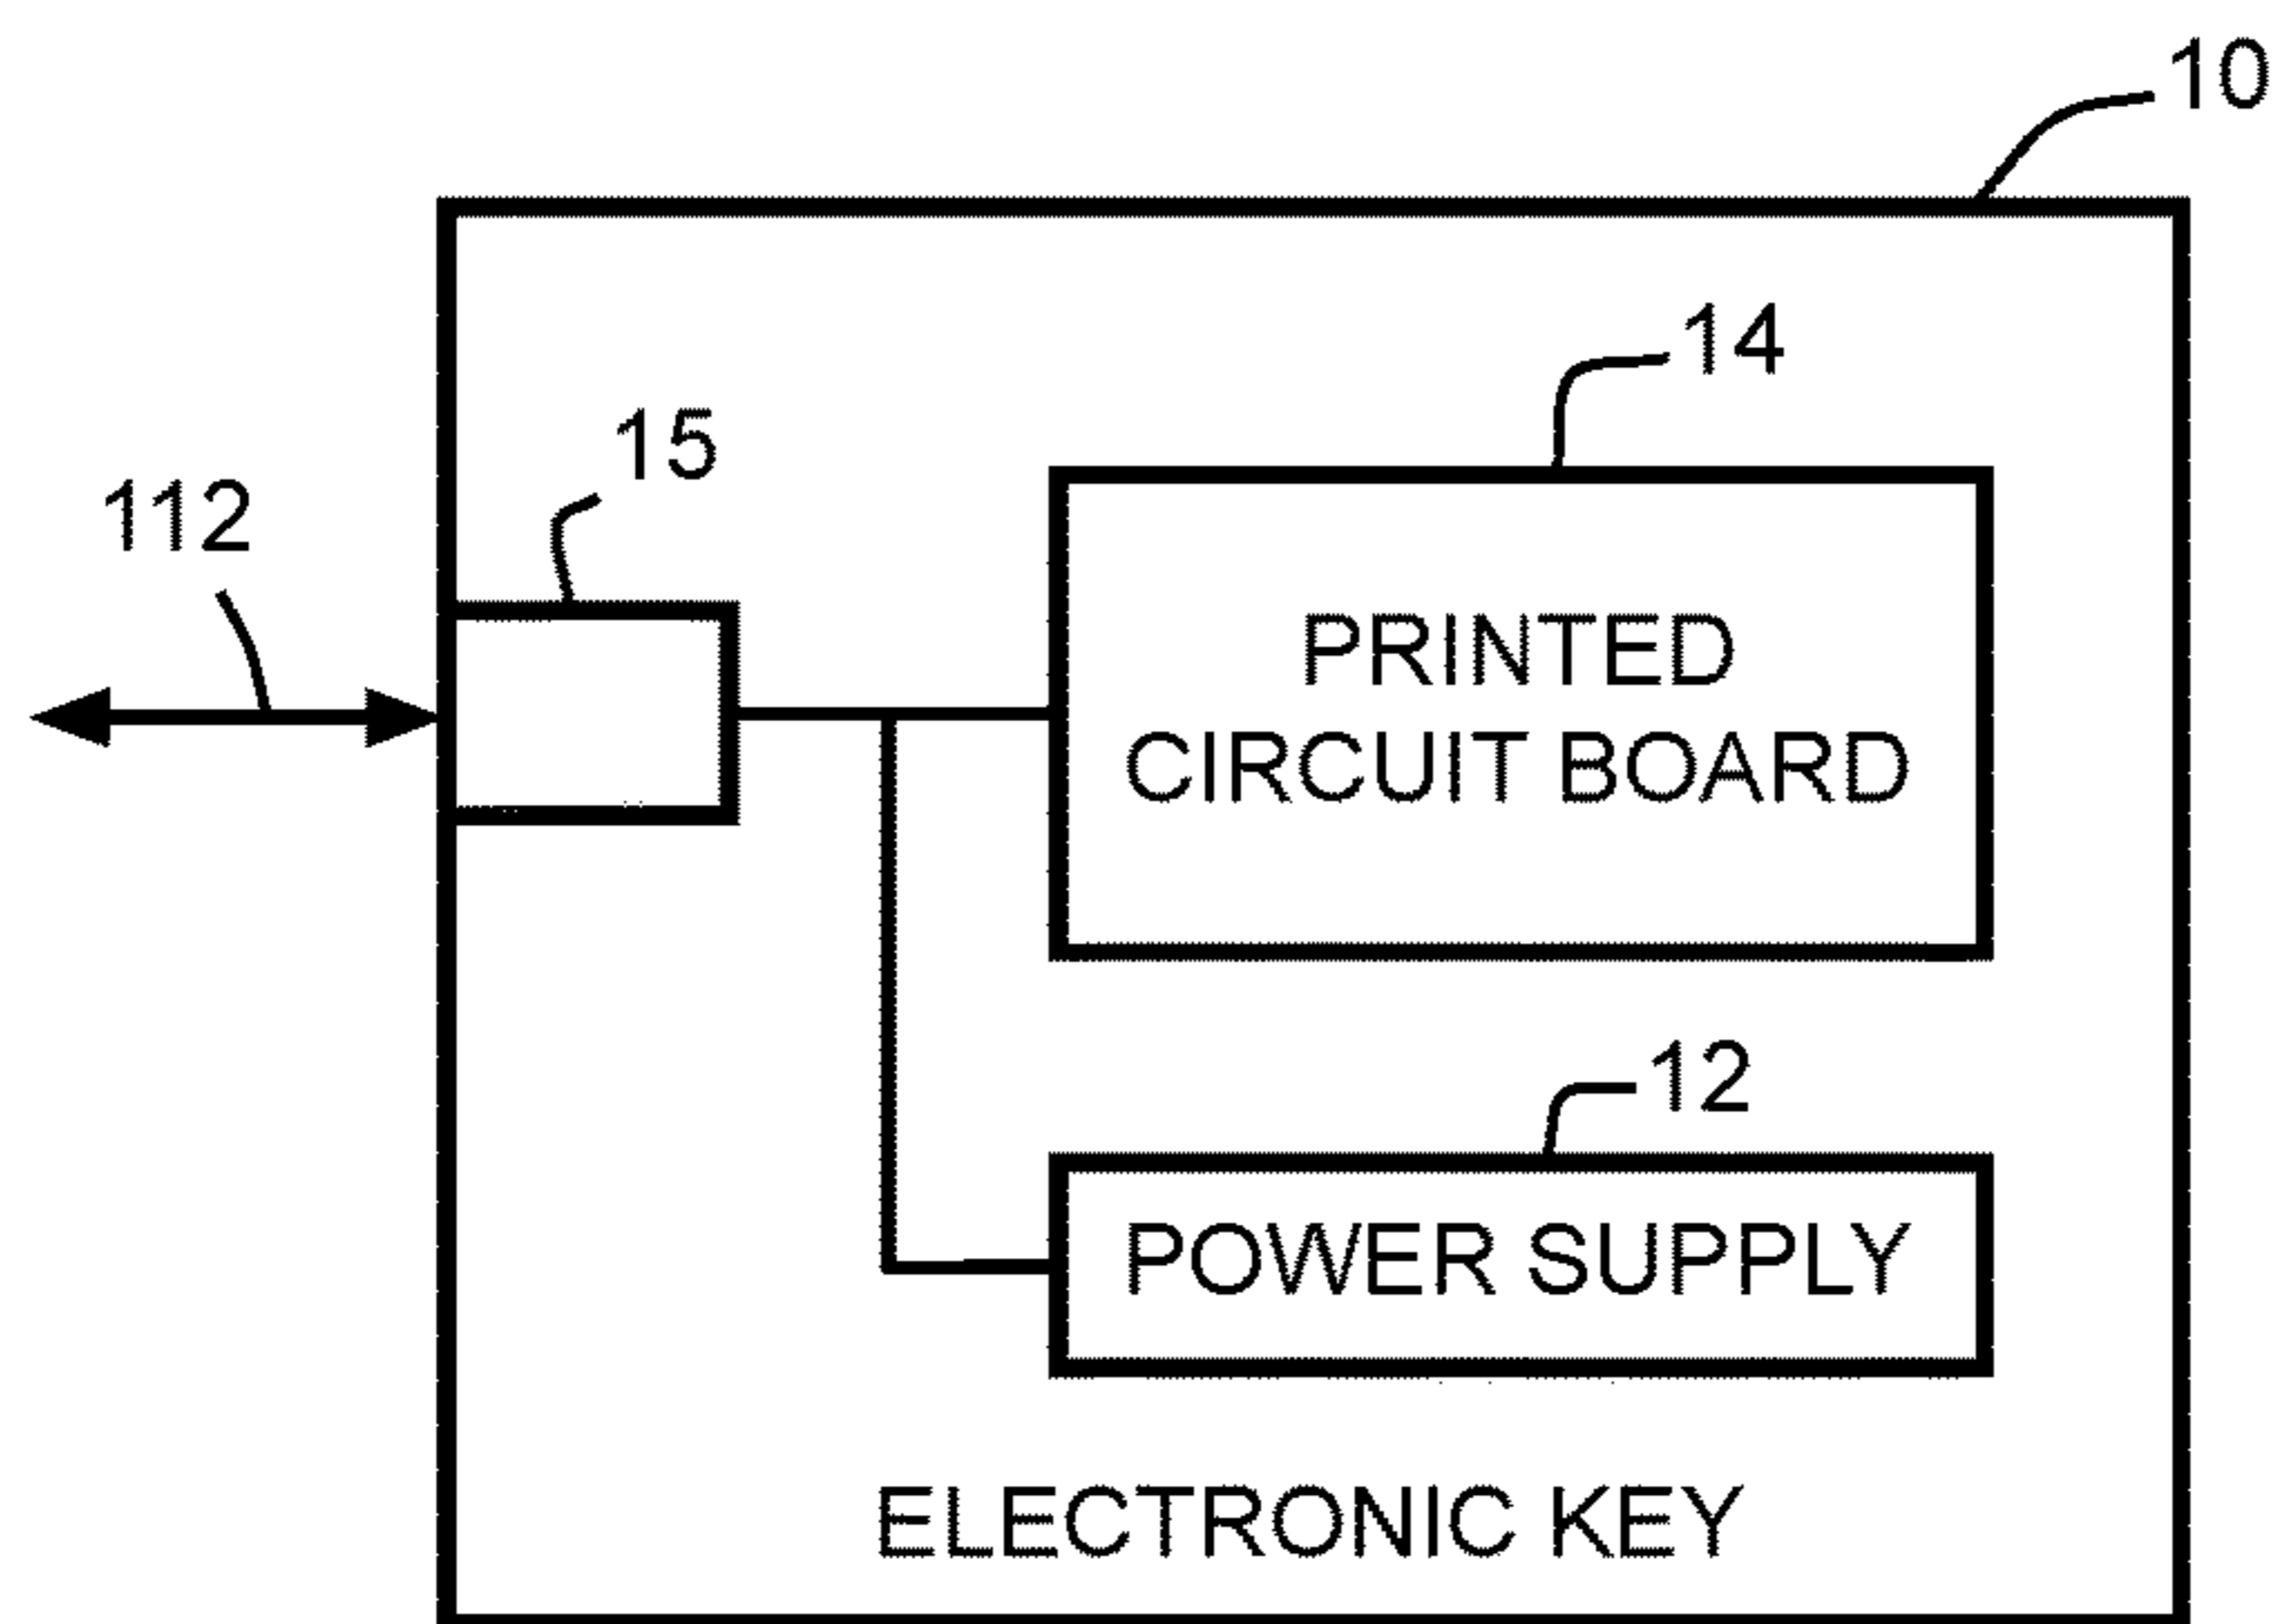 10
14
15
112
PRINTED
CIRCUIT BOARD
12
POWER SUPPLY
ELECTRONIC KEY